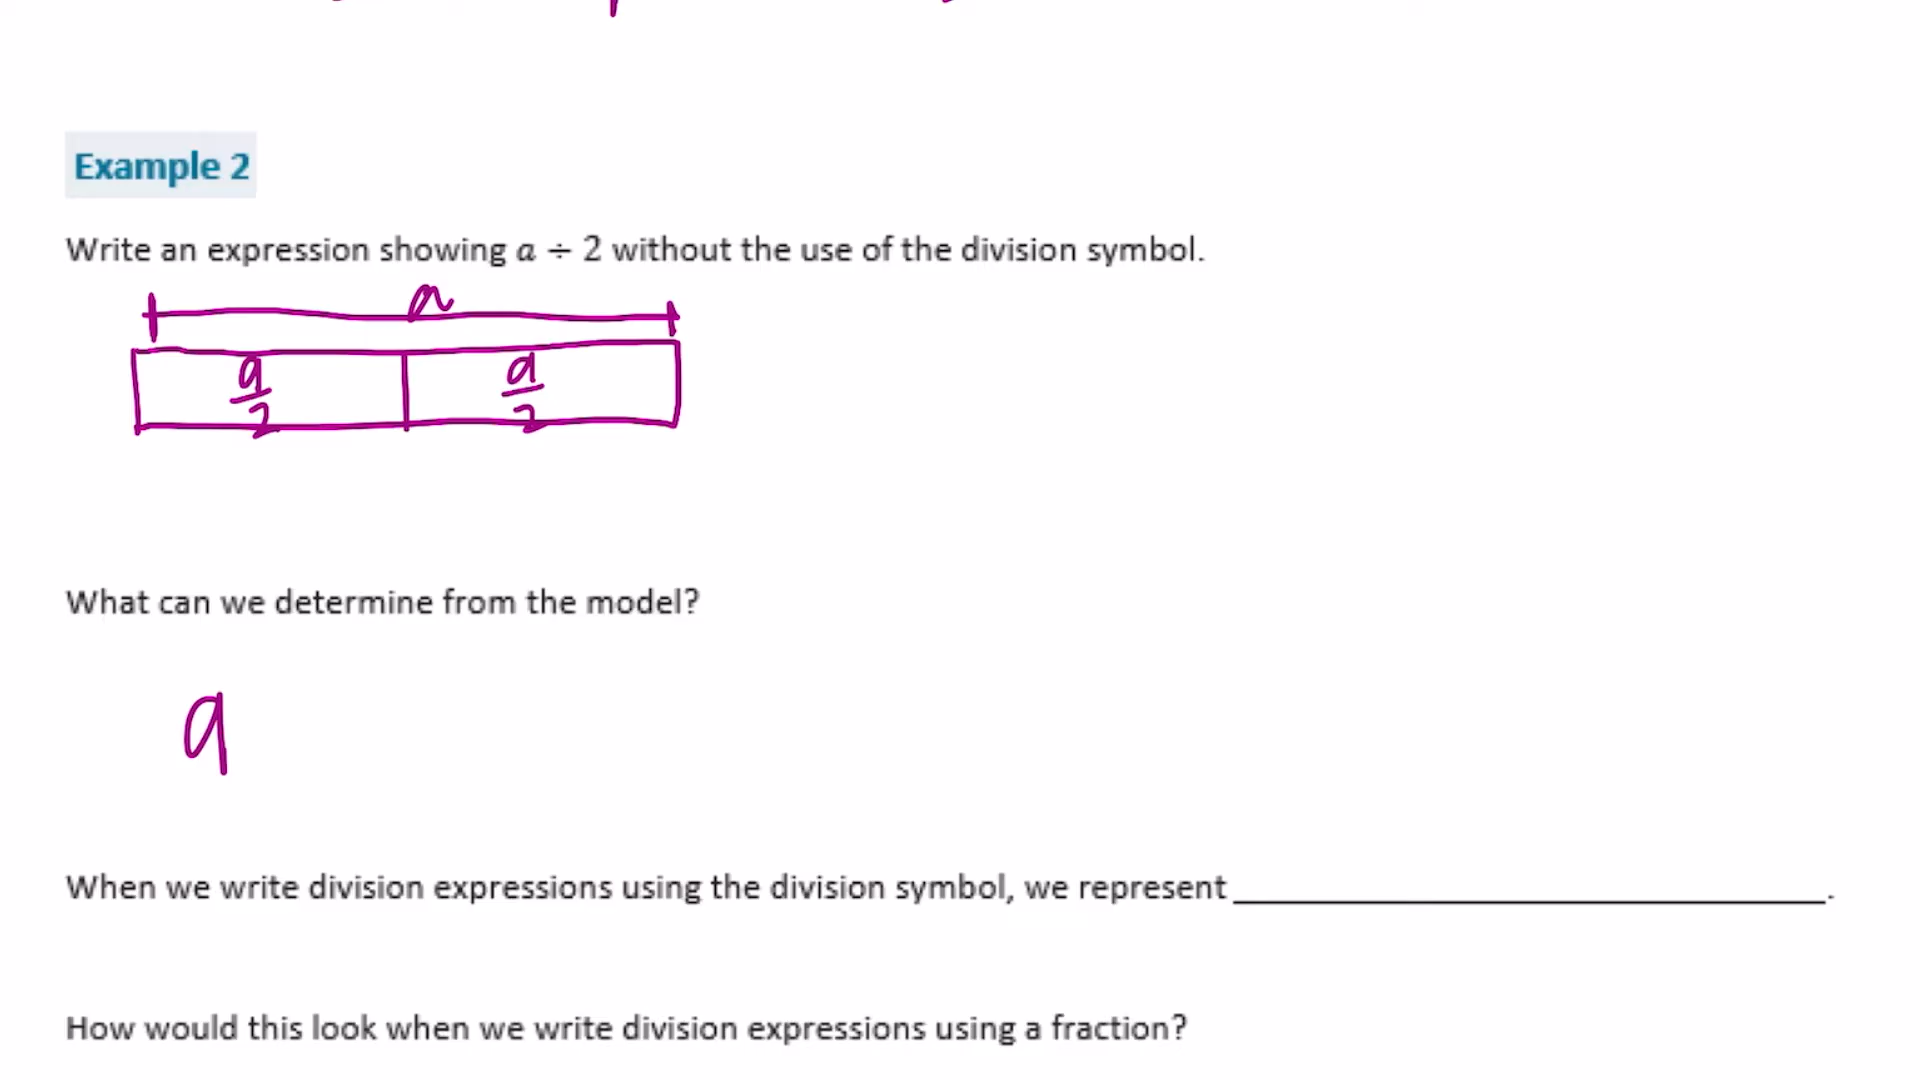 Example 2
Write an expression showing a ÷ 2 without the use of the division symbol.
a
a/2 a/2
What can we determine from the model?
a
When we write division expressions using the division symbol, we represent ______________________________.
How would this look when we write division expressions using a fraction?